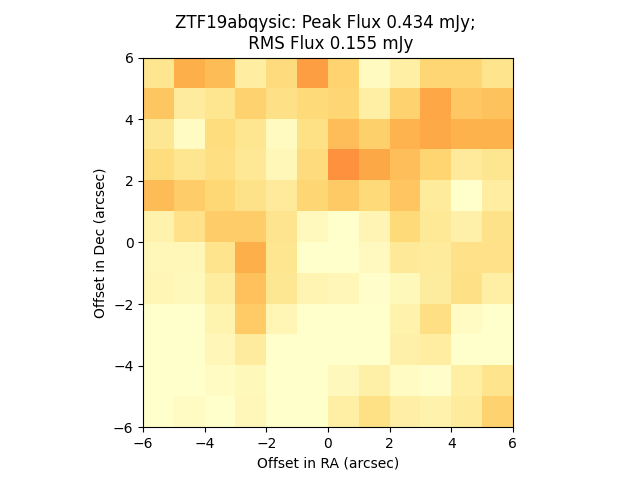 ZTF19abqysic: Peak Flux 0.434 mJy;
RMS Flux 0.155 mJy
6
4
2
0
−2
−4
−6
Offset in Dec (arcsec)
−6 −4 −2 0 2 4 6
Offset in RA (arcsec)